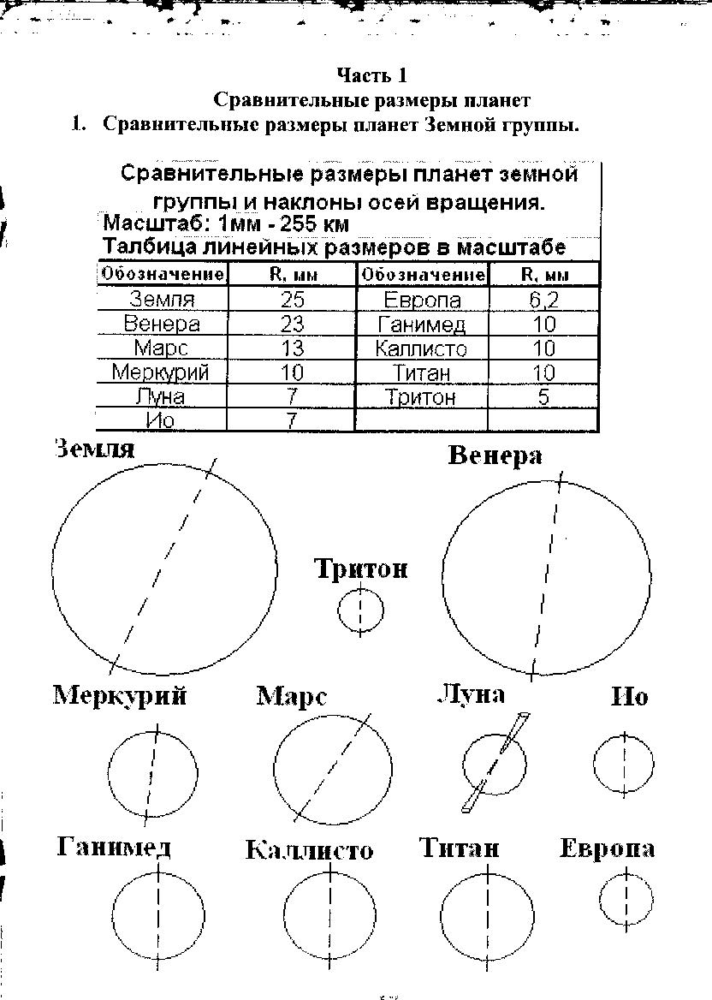 Часть 1
Сравнительные размеры планет
1. Сравнительные размеры планет Земной группы.
Сравнительные размеры планет земной
группы и наклоны осей вращения.
Масштаб: 1мм - 255 км
Талбица линейных размеров в масштабе
Обозначение R, мм Обозначение R, мм
Земля 25 Европа 6,2
Венера 23 Ганимед 10
Марс 13 Каллисто 10
Меркурий 10 Титан 10
Луна 7 Тритон 5
Ио 7
Земля
Венера
Тритон
Меркурий Марс Луна Ио
Ганимед Каллисто Титан Европа